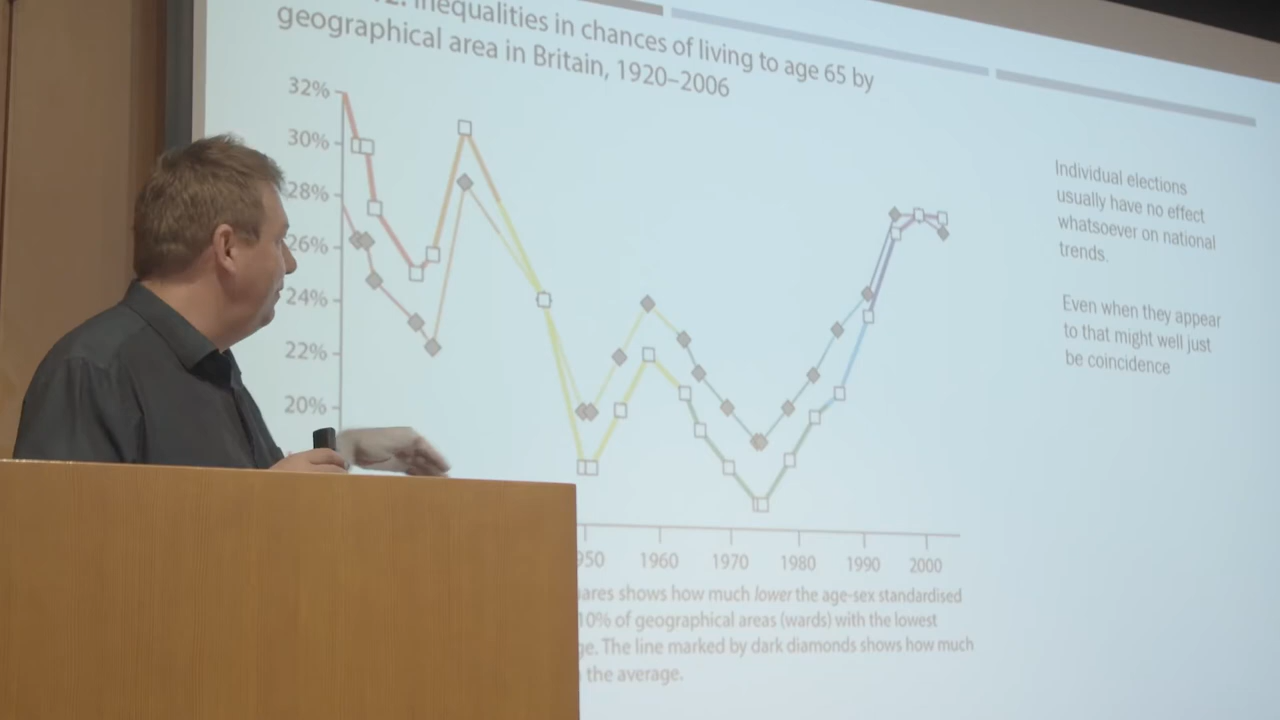 Inequalities in chances of living to age 65 by
geographical area in Britain, 1920–2006
32%
30%
28%
26%
24%
22%
20%
1960
1970
1980
1990
2000
shows how much lower the age-sex standardised
10% of geographical areas (wards) with the lowest
The line marked by dark diamonds shows how much
the average.
Individual elections
usually have no effect
whatsoever on national
trends.
Even when they appear
to that might well just
be coincidence